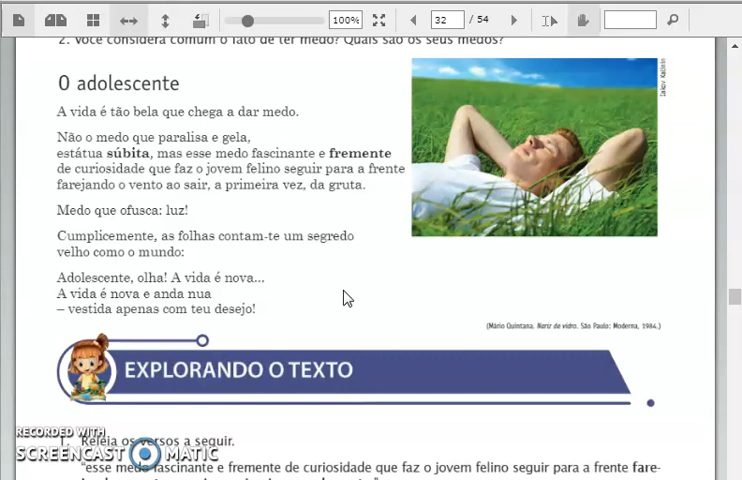 100%
32 / 54
2. Você considera comum o fato de ter medo? Quais são os seus medos?
O adolescente
A vida é tão bela que chega a dar medo.
Não o medo que paralisa e gela,
estátua súbita, mas esse medo fascinante e fremente
de curiosidade que faz o jovem felino seguir para a frente
farejando o vento ao sair, a primeira vez, da gruta.
Medo que ofusca: luz!
Cumplicemente, as folhas contam-te um segredo
velho como o mundo:
Adolescente, olha! A vida é nova...
A vida é nova e anda nua
– vestida apenas com teu desejo!
(Mário Quintana. Nariz de vidro. São Paulo: Moderna, 1984.)
EXPLORANDO O TEXTO
1. Releia os versos a seguir.
"esse medo fascinante e fremente de curiosidade que faz o jovem felino seguir para a frente fare-
RECORDED WITH
SCREENCAST MATIC